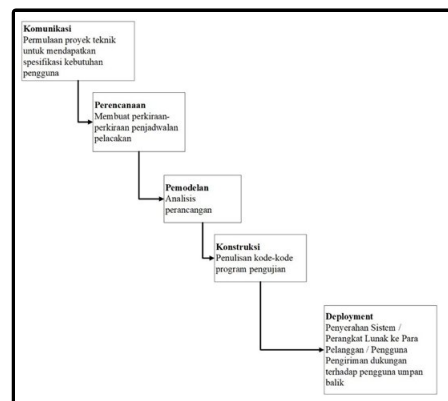 Komunikasi
Permulaan proyek teknik
untuk mendapatkan
spesifikasi kebutuhan
pengguna
Perencanaan
Membuat perkiraan-
perkiraan penjadwalan
pelacakan
Pemodelan
Analisis
perancangan
Konstruksi
Penulisan kode-kode
program pengujian
Deployment
Penyerahan Sistem /
Perangkat Lunak ke Para
Pelanggan / Pengguna
Pengiriman dukungan
terhadap pengguna umpan
balik